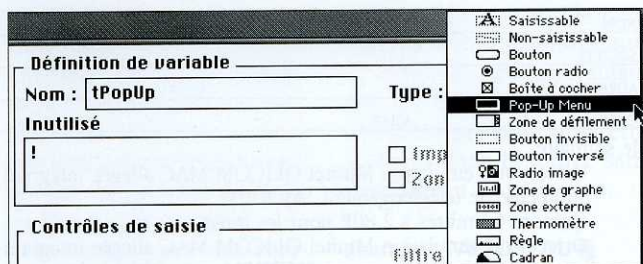 Définition de variable
Nom : tPopUp
Type :
Inutilisé
!
Imp
Zon
Contrôles de saisie
Filtre
A Saisissable
Non-saisissable
Bouton
Bouton radio
Boîte à cocher
Pop-Up Menu
Zone de défilement
Bouton invisible
Bouton inversé
Radio image
Zone de graphe
Zone externe
Thermomètre
Règle
Cadran